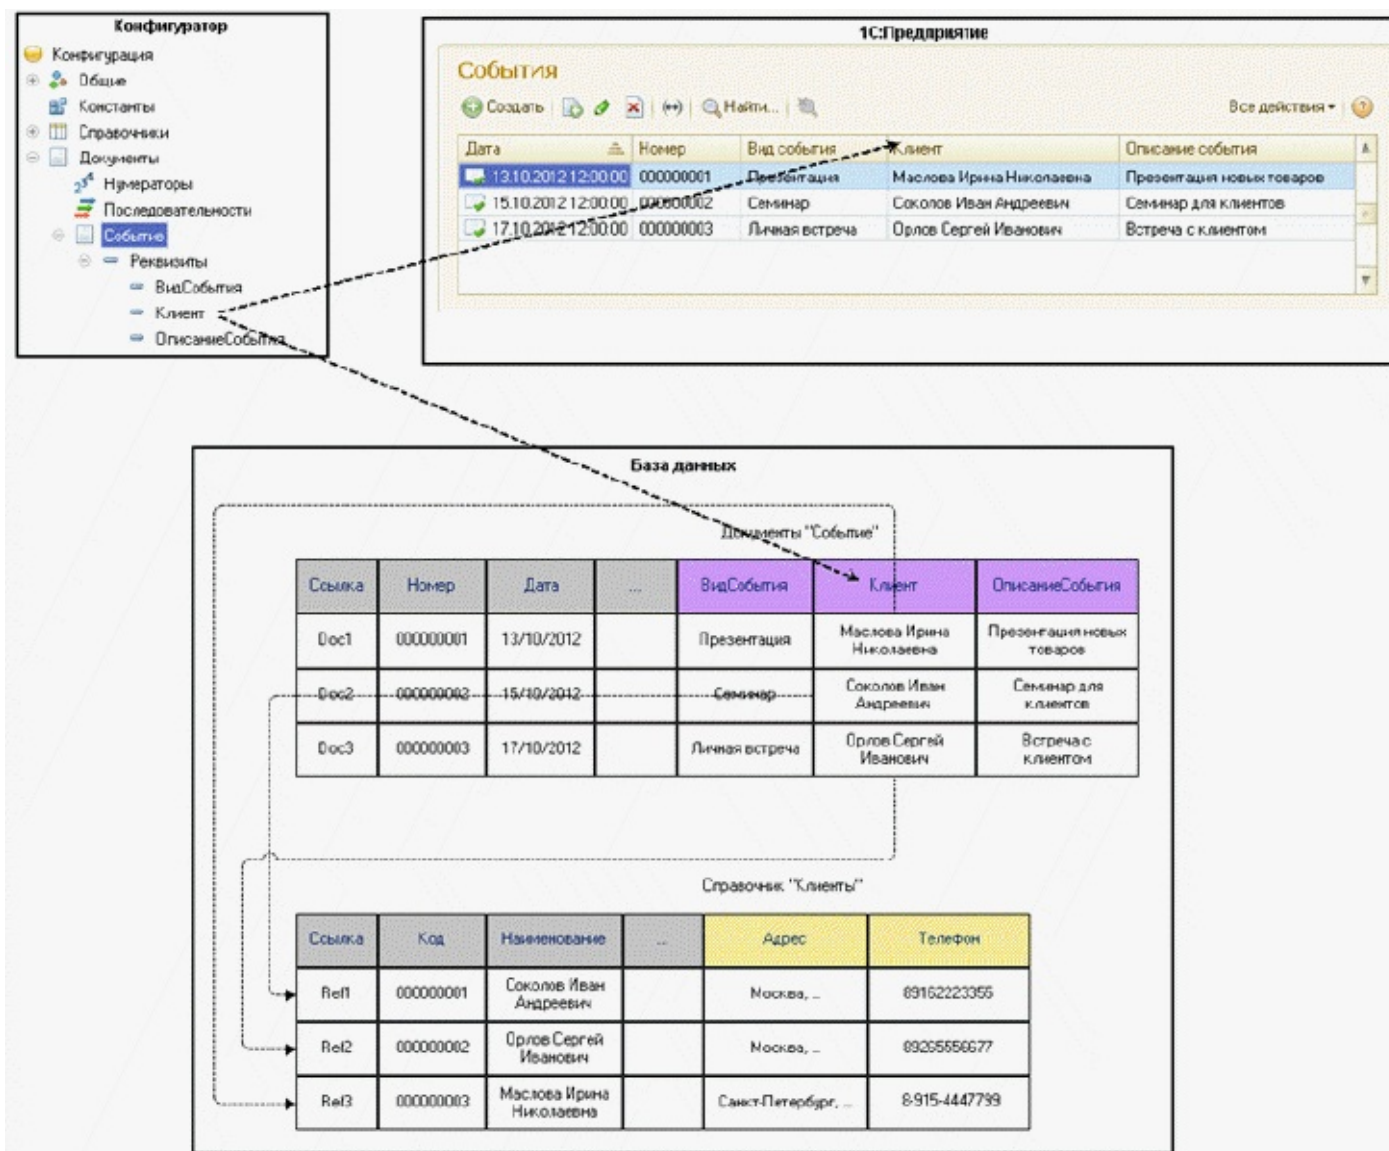 Конфигуратор
Конфигурация
Общие
Константы
Справочники
Документы
Нумераторы
Последовательности
Событие
Реквизиты
ВидСобытия
Клиент
ОписаниеСобытия
1С:Предприятие
События
Создать Найти... Все действия
Дата Номер Вид события Клиент Описание события
13.10.2012 12:00:00 000000001 Презентация Маслова Ирина Николаевна Презентация новых товаров
15.10.2012 12:00:00 000000002 Семинар Соколов Иван Андреевич Семинар для клиентов
17.10.2012 12:00:00 000000003 Личная встреча Орлов Сергей Иванович Встреча с клиентом
База данных
Документы "Событие"
Ссылка Номер Дата ... ВидСобытия Клиент ОписаниеСобытия
Doc1 000000001 13/10/2012 Презентация Маслова Ирина Николаевна Презентация новых товаров
Doc2 000000002 15/10/2012 Семинар Соколов Иван Андреевич Семинар для клиентов
Doc3 000000003 17/10/2012 Личная встреча Орлов Сергей Иванович Встреча с клиентом
Справочник "Клиенты"
Ссылка Код Наименование ... Адрес Телефон
Ref1 000000001 Соколов Иван Андреевич Москва, ... 89162223355
Ref2 000000002 Орлов Сергей Иванович Москва, ... 89265556677
Ref3 000000003 Маслова Ирина Николаевна Санкт-Петербург, ... 8-915-4447799